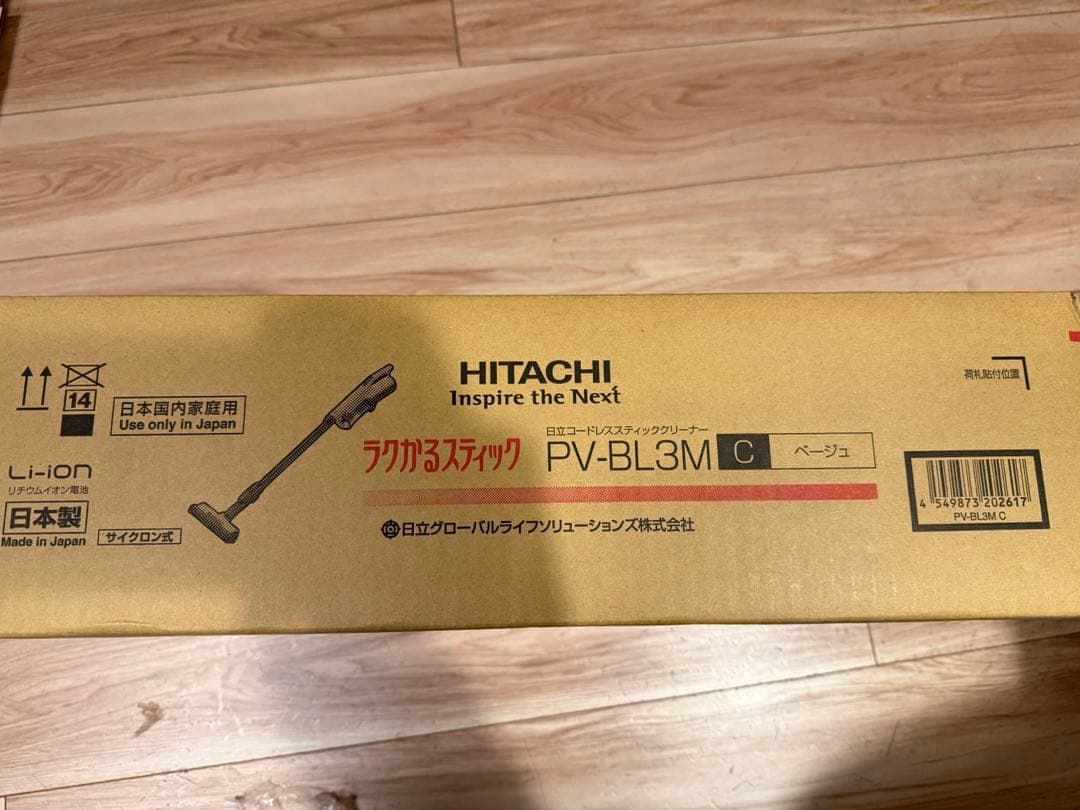 14
日本国内家庭用
Use only in Japan
Li-ion
リチウムイオン電池
日本製
Made in Japan
サイクロン式
HITACHI
Inspire the Next
ラクかるスティック
日立コードレススティッククリーナー
PV-BL3M C ベージュ
日立グローバルライフソリューションズ株式会社
荷札貼付位置
4 549873 202617
PV-BL3M C